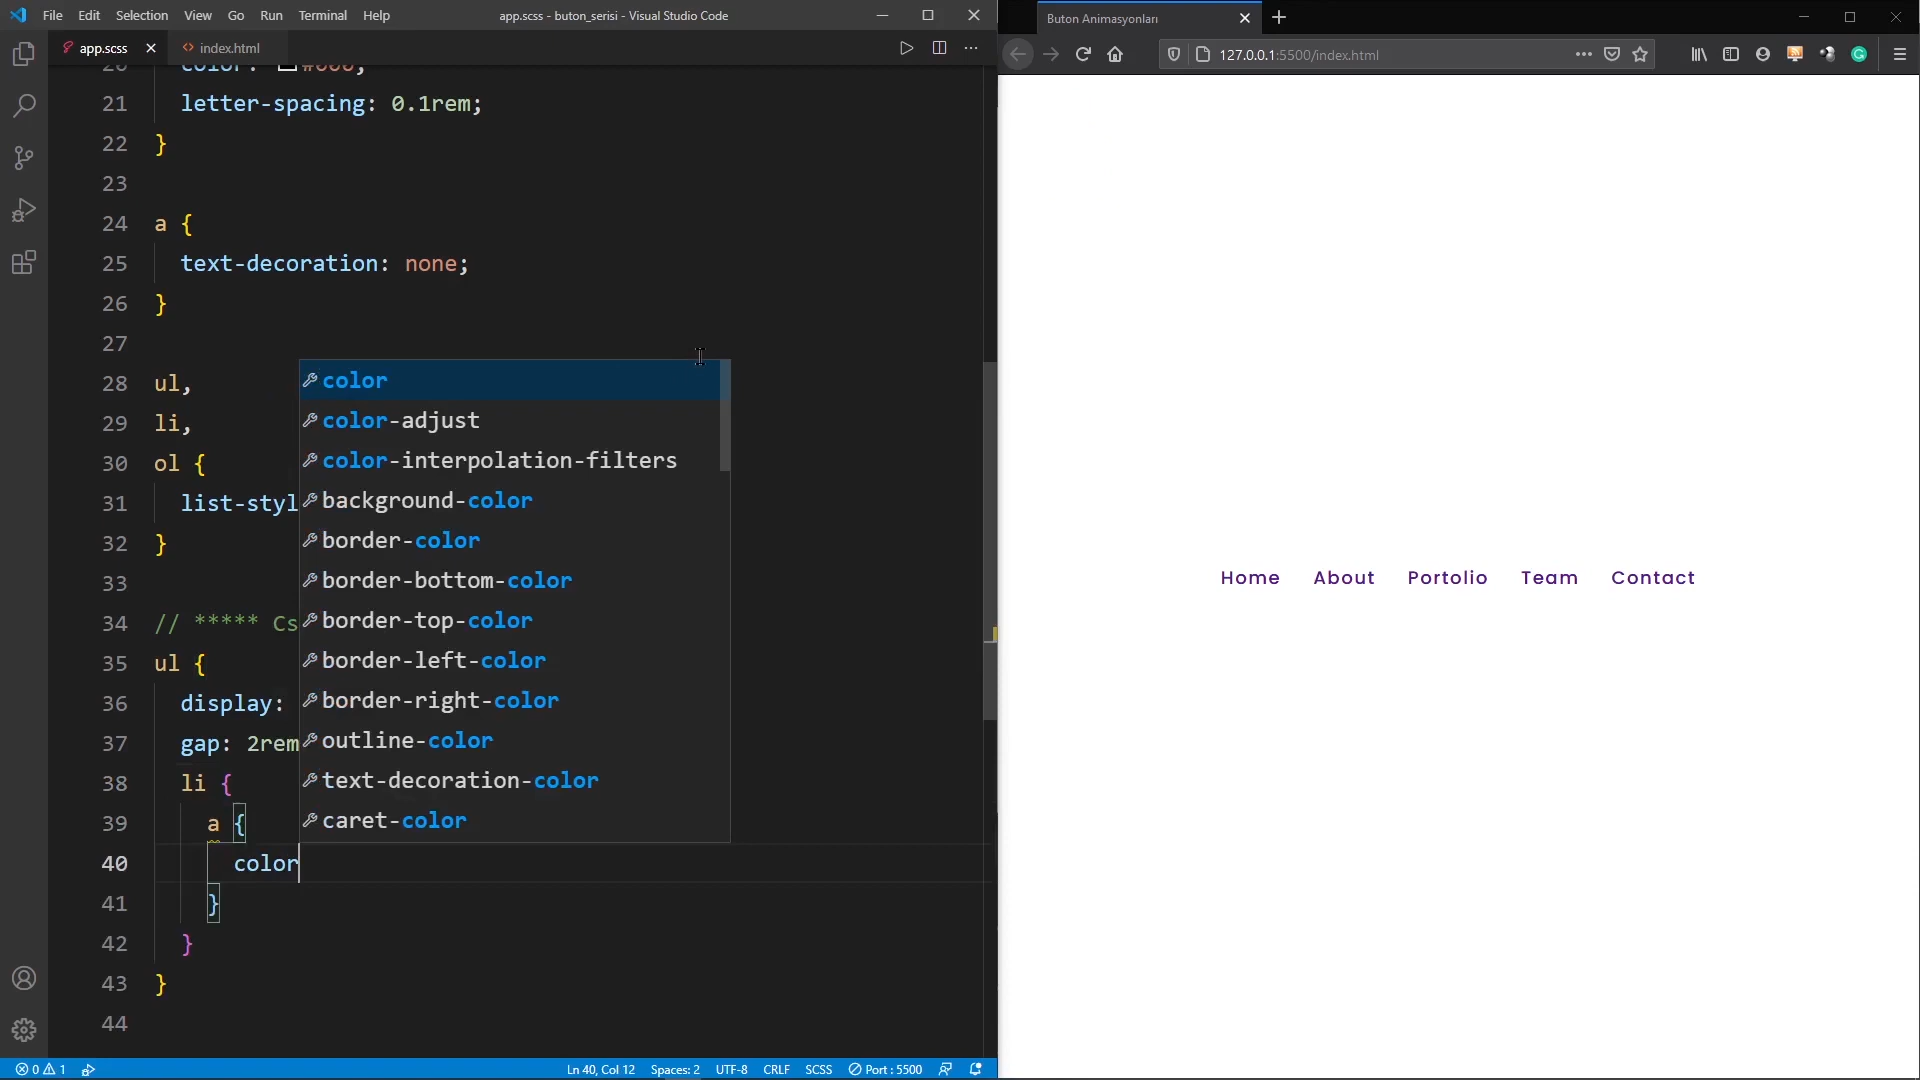 File Edit Selection View Go Run Terminal Help
app.scss - buton_serisi - Visual Studio Code
app.scss
index.html
21 letter-spacing: 0.1rem;
22 }
23
24 a {
25 text-decoration: none;
26 }
27
28 ul,
29 li,
30 ol {
31 list-styl
32 }
33
34 // ***** Cs
35 ul {
36 display:
37 gap: 2rem
38 li {
39 a {
40 color
41 }
42 }
43 }
44
color
color-adjust
color-interpolation-filters
background-color
border-color
border-bottom-color
border-top-color
border-left-color
border-right-color
outline-color
text-decoration-color
caret-color
0 1
Ln 40, Col 12 Spaces: 2 UTF-8 CRLF SCSS Port : 5500
Buton Animasyonları
127.0.0.1:5500/index.html
Home About Portolio Team Contact